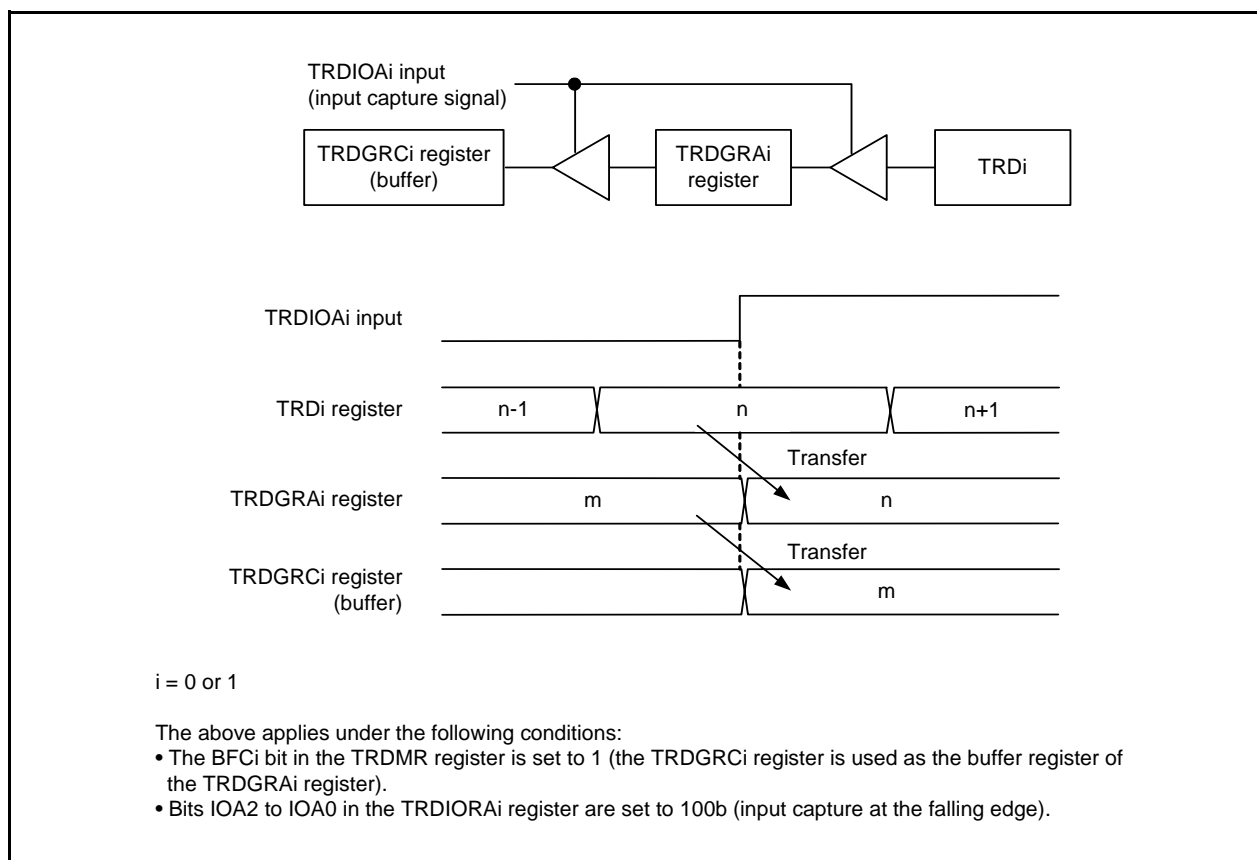 TRDIOAi input
(input capture signal)
TRDGRCi register
(buffer)
TRDGRAi
register
TRDi
TRDIOAi input
TRDi register
n-1
n
n+1
Transfer
TRDGRAi register
m
n
Transfer
TRDGRCi register
(buffer)
m
i = 0 or 1
The above applies under the following conditions:
• The BFCi bit in the TRDMR register is set to 1 (the TRDGRCi register is used as the buffer register of
the TRDGRAi register).
• Bits IOA2 to IOA0 in the TRDIORAi register are set to 100b (input capture at the falling edge).